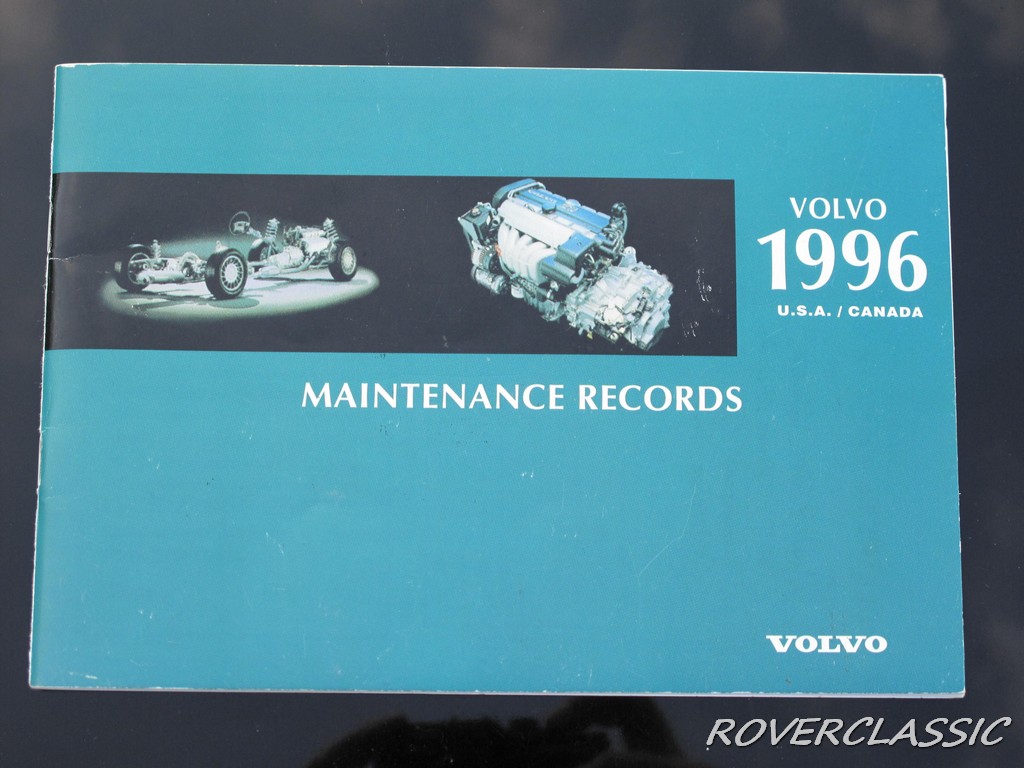 VOLVO
1996
U.S.A. / CANADA
MAINTENANCE RECORDS
VOLVO
ROVERCLASSIC